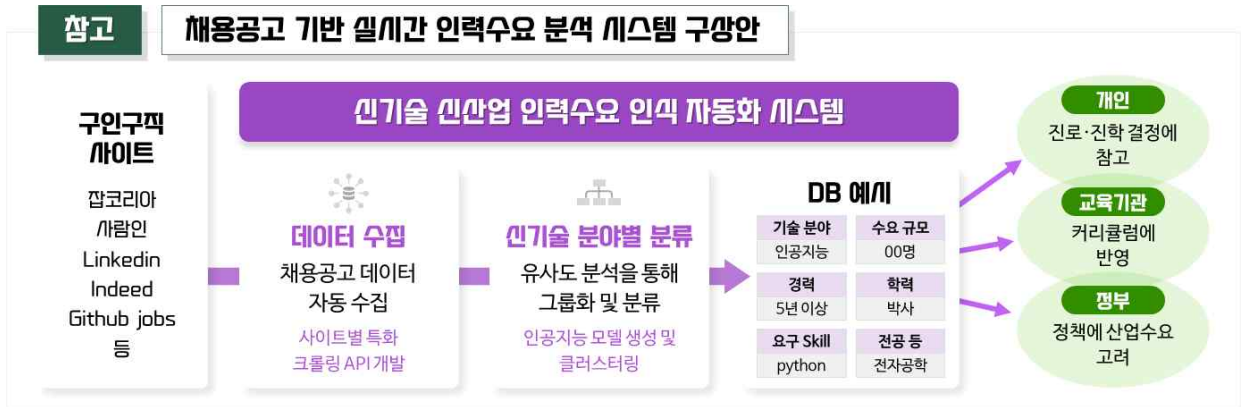 참고
채용공고 기반 실시간 인력수요 분석 시스템 구상안
구인구직
사이트
잡코리아
사람인
Linkedin
Indeed
Github jobs
등
신기술 신산업 인력수요 인식 자동화 시스템
데이터 수집
채용공고 데이터
자동 수집
사이트별 특화
크롤링 API 개발
신기술 분야별 분류
유사도 분석을 통해
그룹화 및 분류
인공지능 모델 생성 및
클러스터링
DB 예시
기술 분야 수요 규모
인공지능 00명
경력 학력
5년 이상 박사
요구 Skill 전공 등
python 전자공학
개인
진로·진학 결정에
참고
교육기관
커리큘럼에
반영
정부
정책에 산업수요
고려